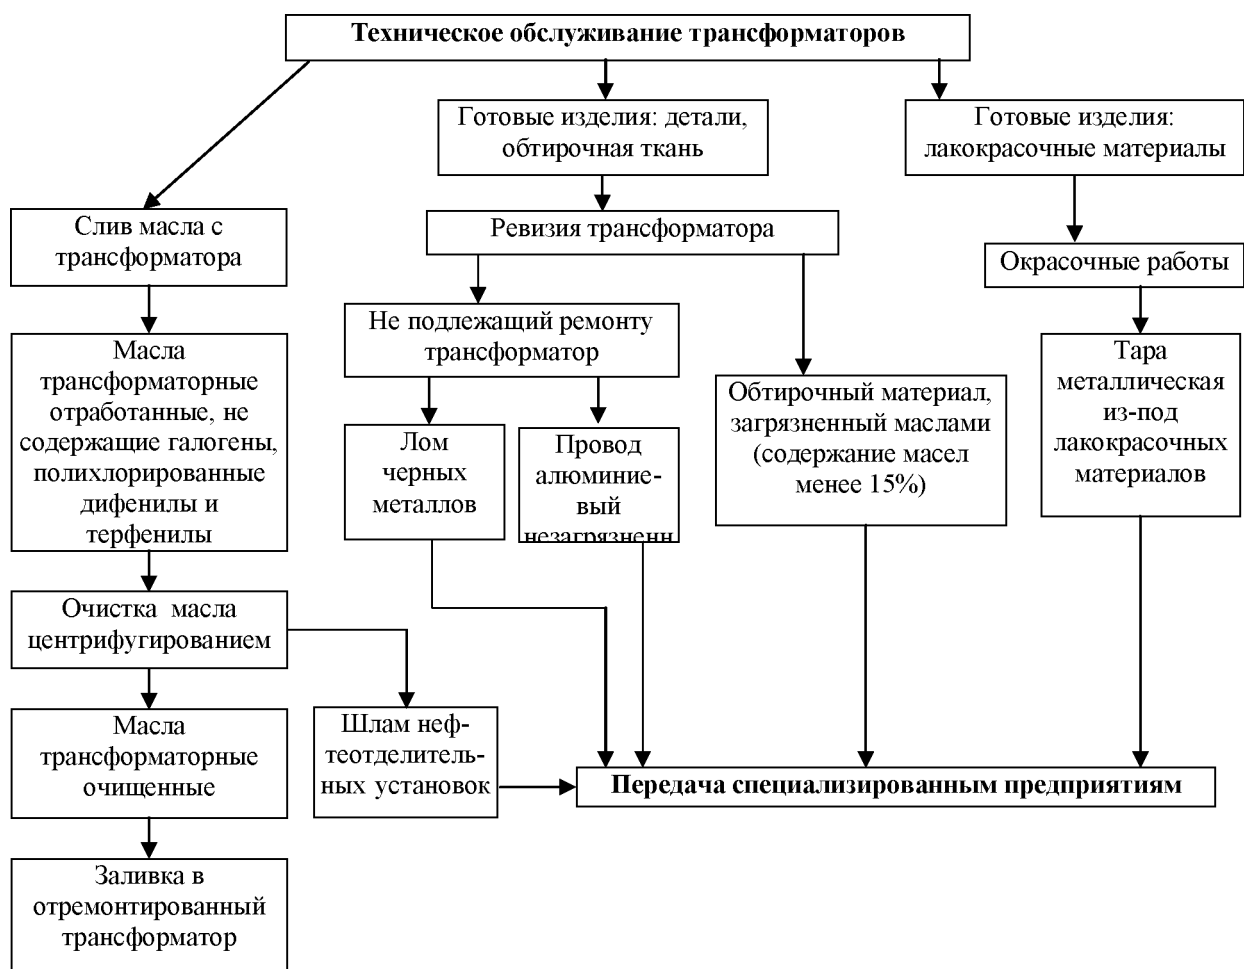 Техническое обслуживание трансформаторов
Готовые изделия: детали,
обтирочная ткань
Готовые изделия:
лакокрасочные материалы
Слив масла с
трансформатора
Ревизия трансформатора
Окрасочные работы
Не подлежащий ремонту
трансформатор
Масла
трансформаторные
отработанные, не
содержащие галогены,
полихлорированные
дифенилы и
терфенилы
Лом
черных
металлов
Провод
алюминие-
вый
незагрязненн
Обтирочный материал,
загрязненный маслами
(содержание масел
менее 15%)
Тара
металлическая
из-под
лакокрасочных
материалов
Очистка масла
центрифугированием
Масла
трансформаторные
очищенные
Шлам неф-
теотделитель-
ных установок
Передача специализированным предприятиям
Заливка в
отремонтированный
трансформатор